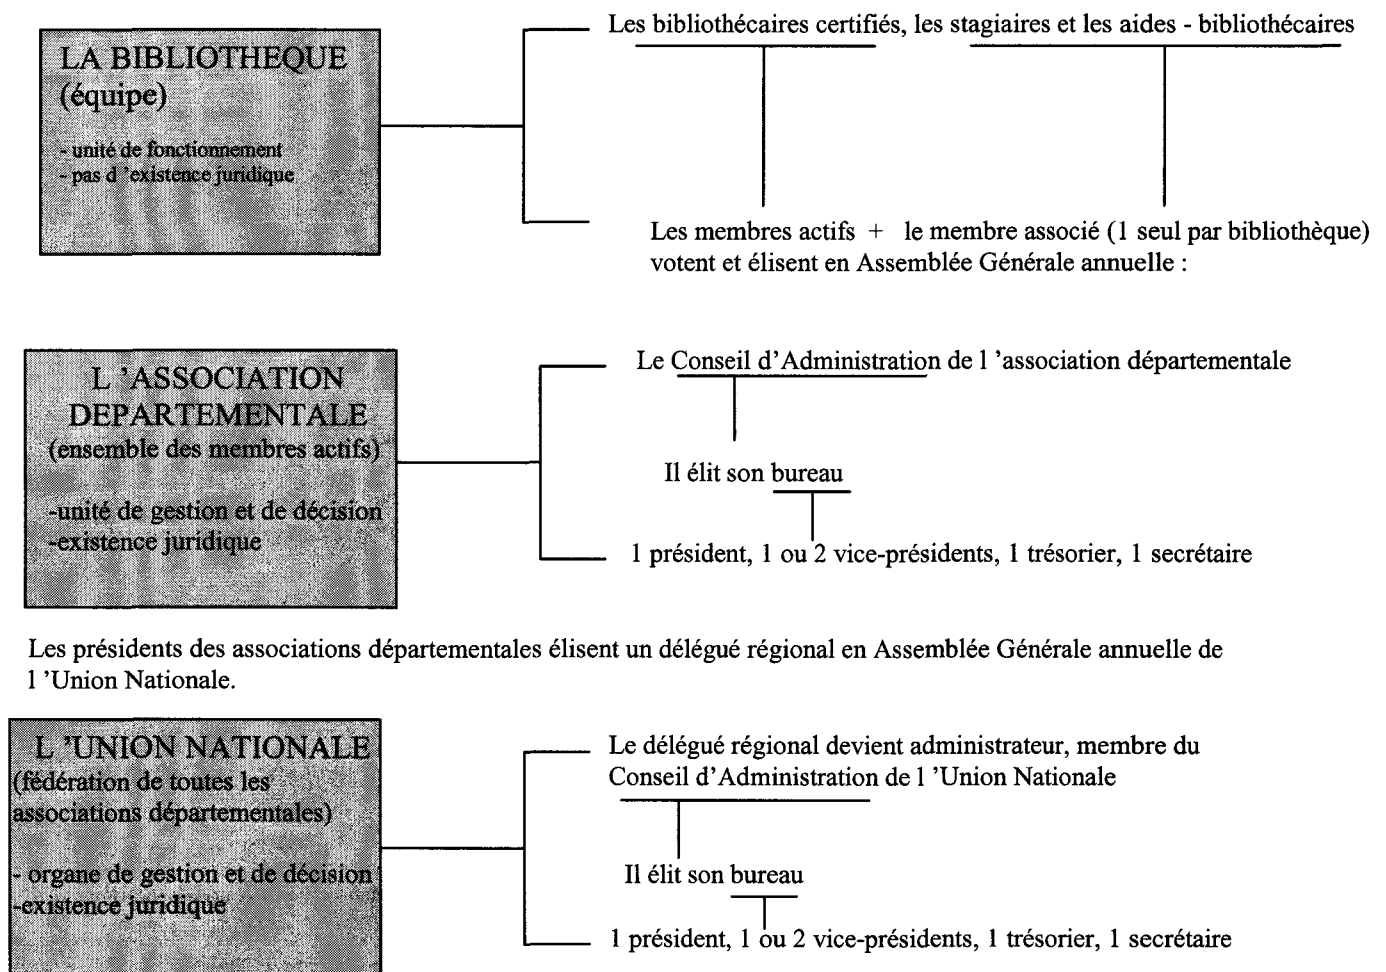 Les bibliothécaires certifiés, les stagiaires et les aides - bibliothécaires
LA BIBLIOTHEQUE
(équipe)
- unité de fonctionnement
- pas d ’existence juridique
Les membres actifs + le membre associé (1 seul par bibliothèque)
votent et élisent en Assemblée Générale annuelle :
L ’ASSOCIATION
DEPARTEMENTALE
(ensemble des membres actifs)
-unité de gestion et de décision
-existence juridique
Le Conseil d’Administration de l ’association départementale
Il élit son bureau
1 président, 1 ou 2 vice-présidents, 1 trésorier, 1 secrétaire
Les présidents des associations départementales élisent un délégué régional en Assemblée Générale annuelle de
l ’Union Nationale.
L ’UNION NATIONALE
(fédération de toutes les
associations départementales)
- organe de gestion et de décision
-existence juridique
Le délégué régional devient administrateur, membre du
Conseil d’Administration de l ’Union Nationale
Il élit son bureau
1 président, 1 ou 2 vice-présidents, 1 trésorier, 1 secrétaire